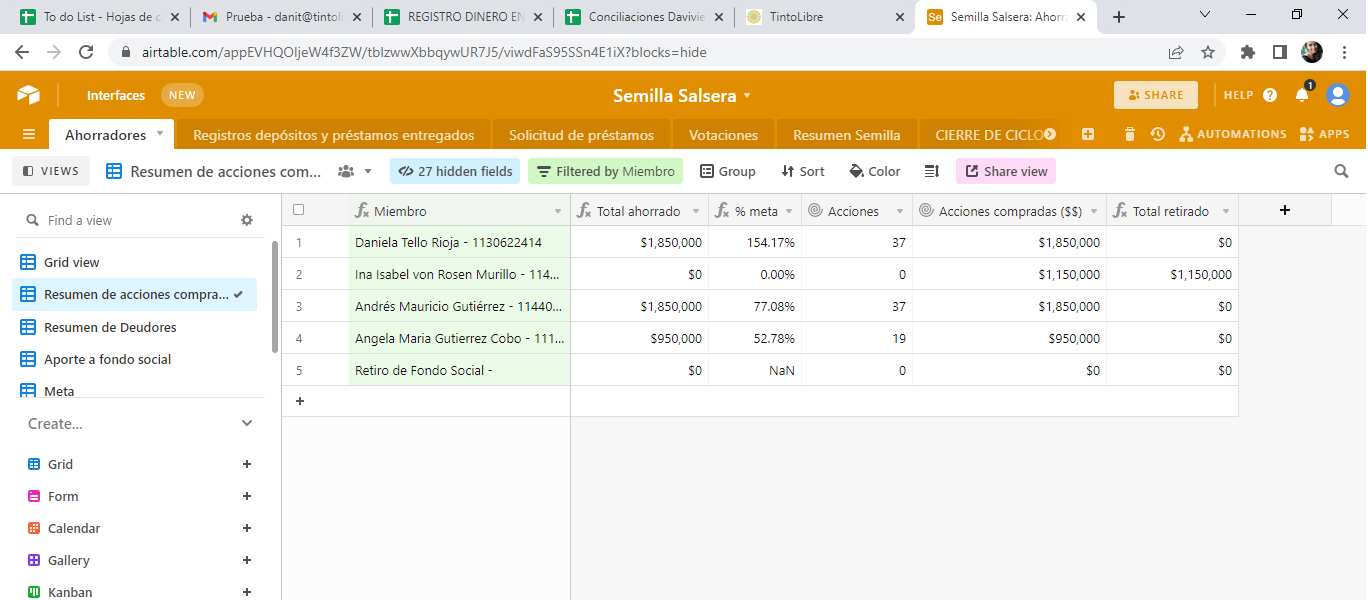 To do List - Hojas de c
Prueba - danit@tintoli
REGISTRO DINERO EN
Conciliaciones Davivie
TintoLibre
Se Semilla Salsera: Ahorr
airtable.com/appEVHQOIjeW4f3ZW/tblzwwXbbqywUR7J5/viwdFaS95SSn4E1iX?blocks=hide
Interfaces NEW
Semilla Salsera
SHARE
HELP
1
Ahorradores
Registros depósitos y préstamos entregados
Solicitud de préstamos
Votaciones
Resumen Semilla
CIERRE DE CICLO
AUTOMATIONS
APPS
VIEWS
Resumen de acciones com...
27 hidden fields
Filtered by Miembro
Group
Sort
Color
Share view
Find a view
Grid view
Resumen de acciones compra...
Resumen de Deudores
Aporte a fondo social
Meta
Create...
Grid
Form
Calendar
Gallery
Kanban
Miembro Total ahorrado % meta Acciones Acciones compradas ($$) Total retirado
1 Daniela Tello Rioja - 1130622414 $1,850,000 154.17% 37 $1,850,000 $0
2 Ina Isabel von Rosen Murillo - 114... $0 0.00% 0 $1,150,000 $1,150,000
3 Andrés Mauricio Gutiérrez - 11440... $1,850,000 77.08% 37 $1,850,000 $0
4 Angela Maria Gutierrez Cobo - 111... $950,000 52.78% 19 $950,000 $0
5 Retiro de Fondo Social - $0 NaN 0 $0 $0